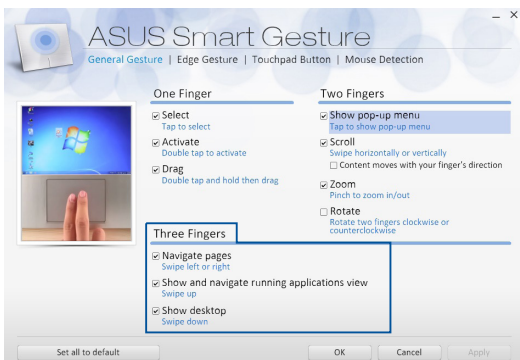 ASUS Smart Gesture
General Gesture | Edge Gesture | Touchpad Button | Mouse Detection
One Finger
Select
Tap to select
Activate
Double tap to activate
Drag
Double tap and hold then drag
Two Fingers
Show pop-up menu
Tap to show pop-up menu
Scroll
Swipe horizontally or vertically
Content moves with your finger's direction
Zoom
Pinch to zoom in/out
Rotate
Rotate two fingers clockwise or
counterclockwise
Three Fingers
Navigate pages
Swipe left or right
Show and navigate running applications view
Swipe up
Show desktop
Swipe down
Set all to default
OK
Cancel
Apply